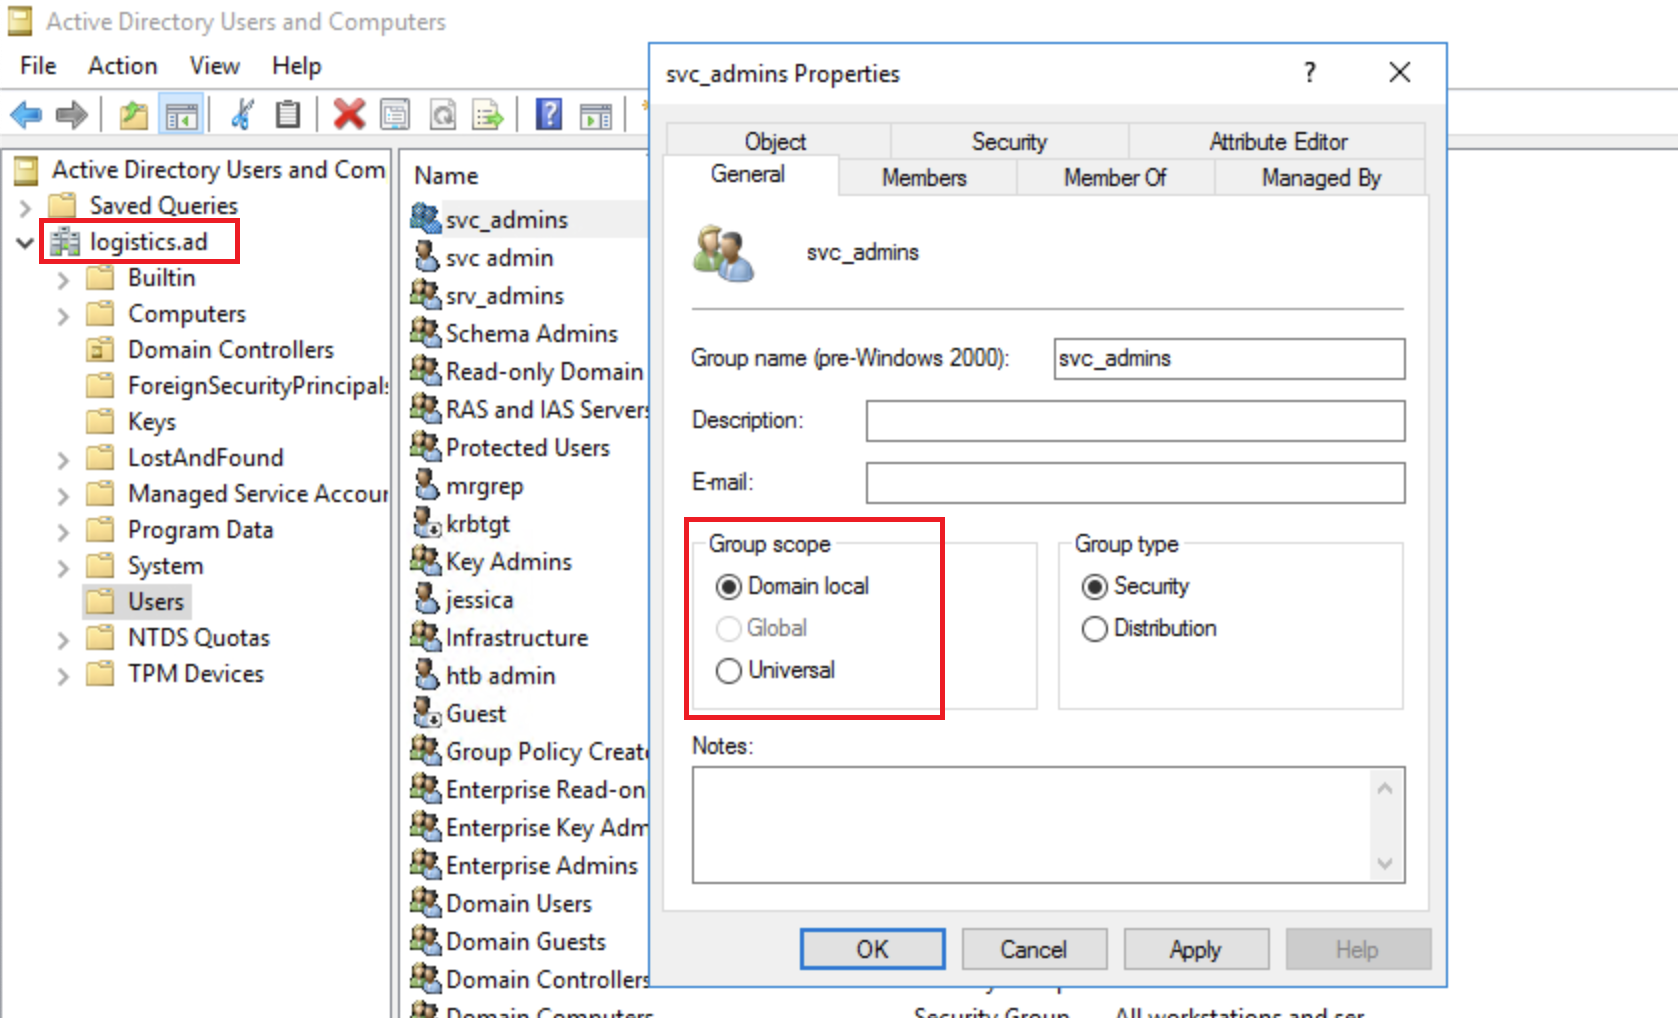 Active Directory Users and Computers
File Action View Help
Active Directory Users and Com
Saved Queries
logistics.ad
Builtin
Computers
Domain Controllers
ForeignSecurityPrincipals
Keys
LostAndFound
Managed Service Accour
Program Data
System
Users
NTDS Quotas
TPM Devices
Name
svc_admins
svc admin
srv_admins
Schema Admins
Read-only Domain
RAS and IAS Servers
Protected Users
mrgrep
krbtgt
Key Admins
jessica
Infrastructure
htb admin
Guest
Group Policy Create
Enterprise Read-on
Enterprise Key Adm
Enterprise Admins
Domain Users
Domain Guests
Domain Controllers
Domain Computers Security Group All workstations and ser
svc_admins Properties
?
Object Security Attribute Editor
General Members Member Of Managed By
svc_admins
Group name (pre-Windows 2000): svc_admins
Description:
E-mail:
Group scope
Domain local
Global
Universal
Group type
Security
Distribution
Notes:
OK Cancel Apply Help